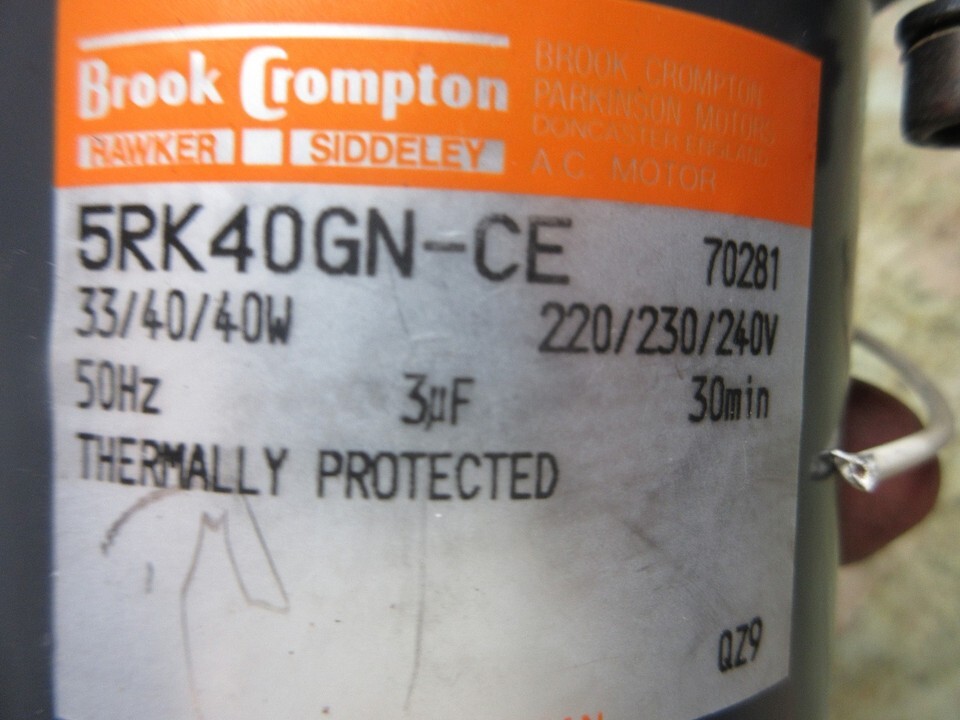 Brook Crompton
HAWKER SIDDELEY
BROOK CROMPTON
PARKINSON MOTORS
DONCASTER ENGLAND
A.C. MOTOR
5RK40GN-CE 70281
33/40/40W 220/230/240V
50Hz 3µF 30min
THERMALLY PROTECTED
QZ9